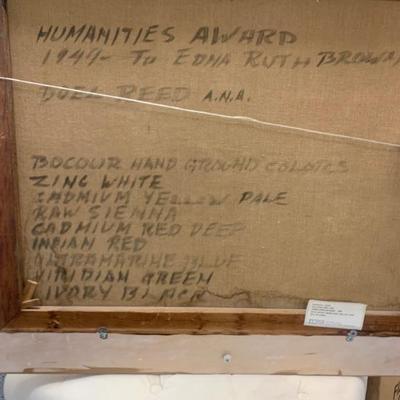 HUMANITIES AWARD
1949- TO EDNA RUTH BROWN
DOEL REED A.N.A.
BOCOUR HAND GROUND COLORS
ZINC WHITE
CADMIUM YELLOW PALE
RAW SIENNA
CADMIUM RED DEEP
INDIAN RED
ULTRAMARINE BLUE
VIRIDIAN GREEN
IVORY BLACK